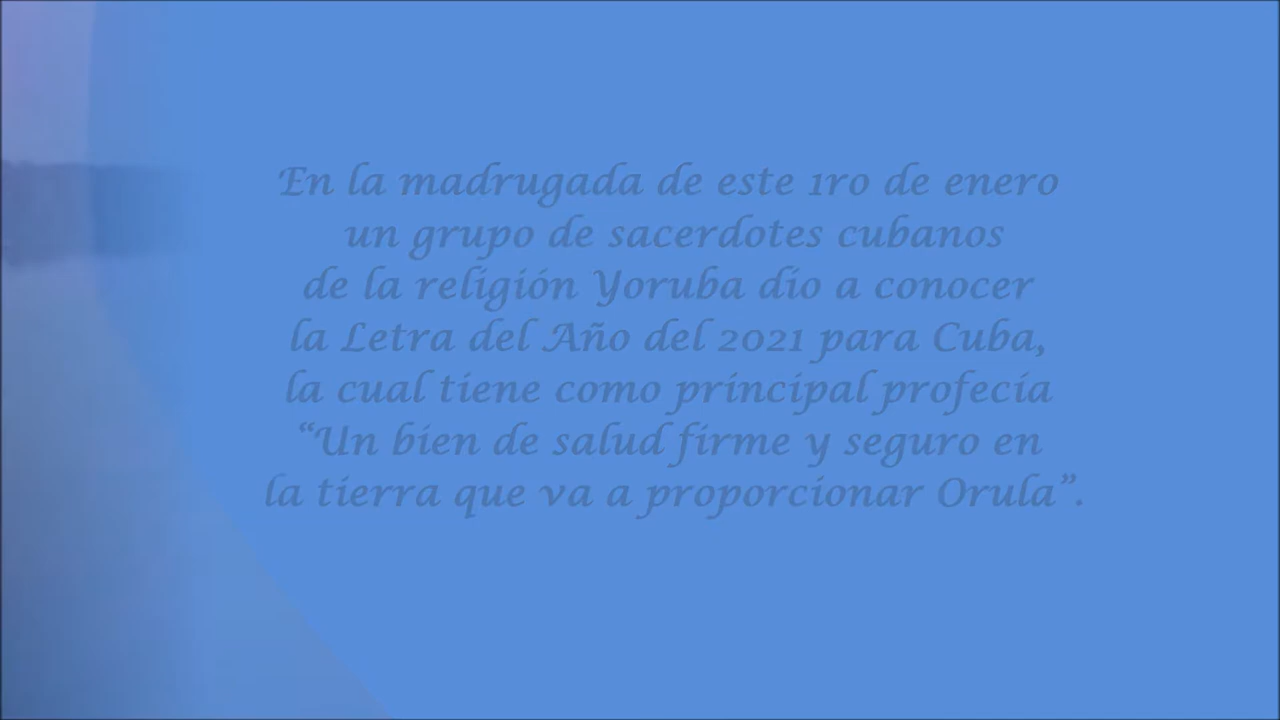 En la madrugada de este 1ro de enero
un grupo de sacerdotes cubanos
de la religión Yoruba dio a conocer
la Letra del Año del 2021 para Cuba,
la cual tiene como principal profecía
“Un bien de salud firme y seguro en
la tierra que va a proporcionar Orula”.